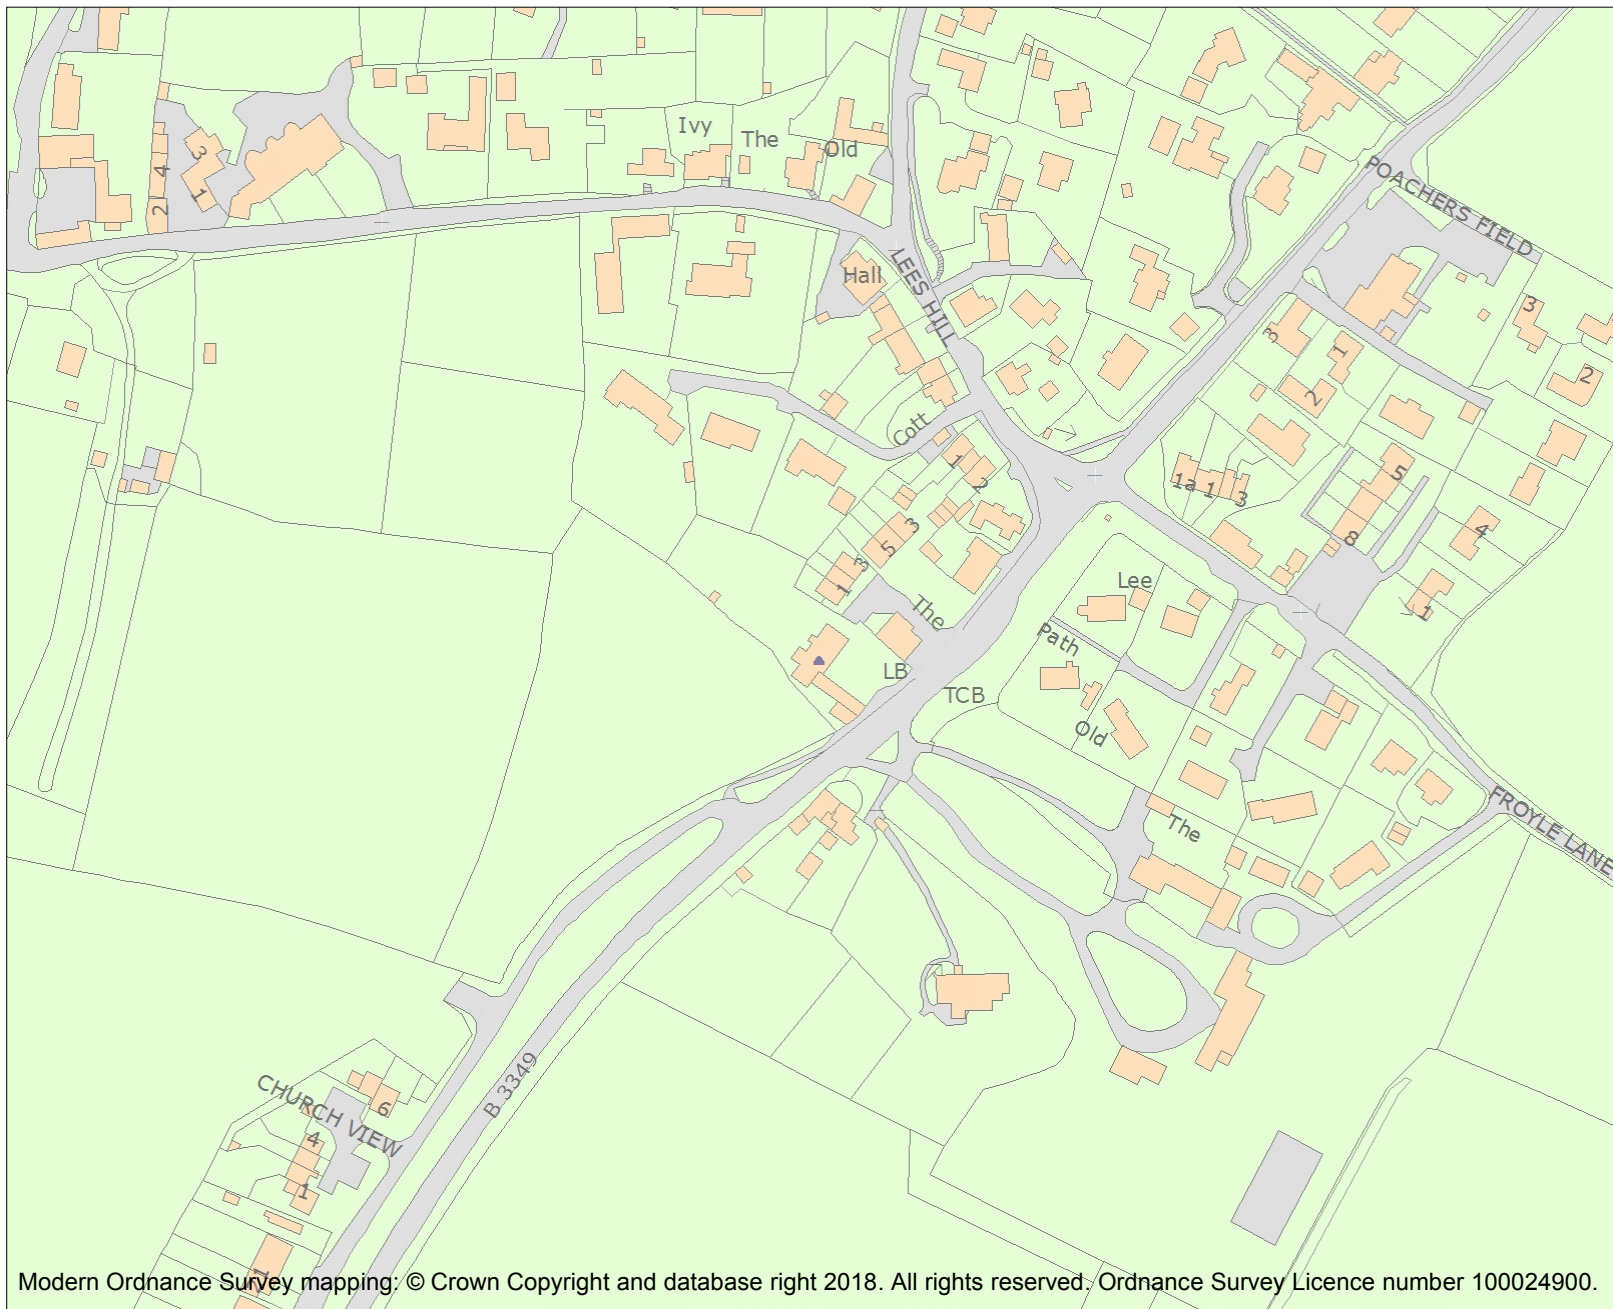 Ivy
The
Old
3
4
1
2
POACHERS FIELD
LEES HILL
Hall
3
3
1
2
2
Cott
1
2
1a 1 3
5
8
4
3
5
3
1
1
Lee
The
Path
LB
TCB
Old
The
FROYLE LANE
B 3349
CHURCH VIEW
6
4
1
1
Modern Ordnance Survey mapping: © Crown Copyright and database right 2018. All rights reserved. Ordnance Survey Licence number 100024900.